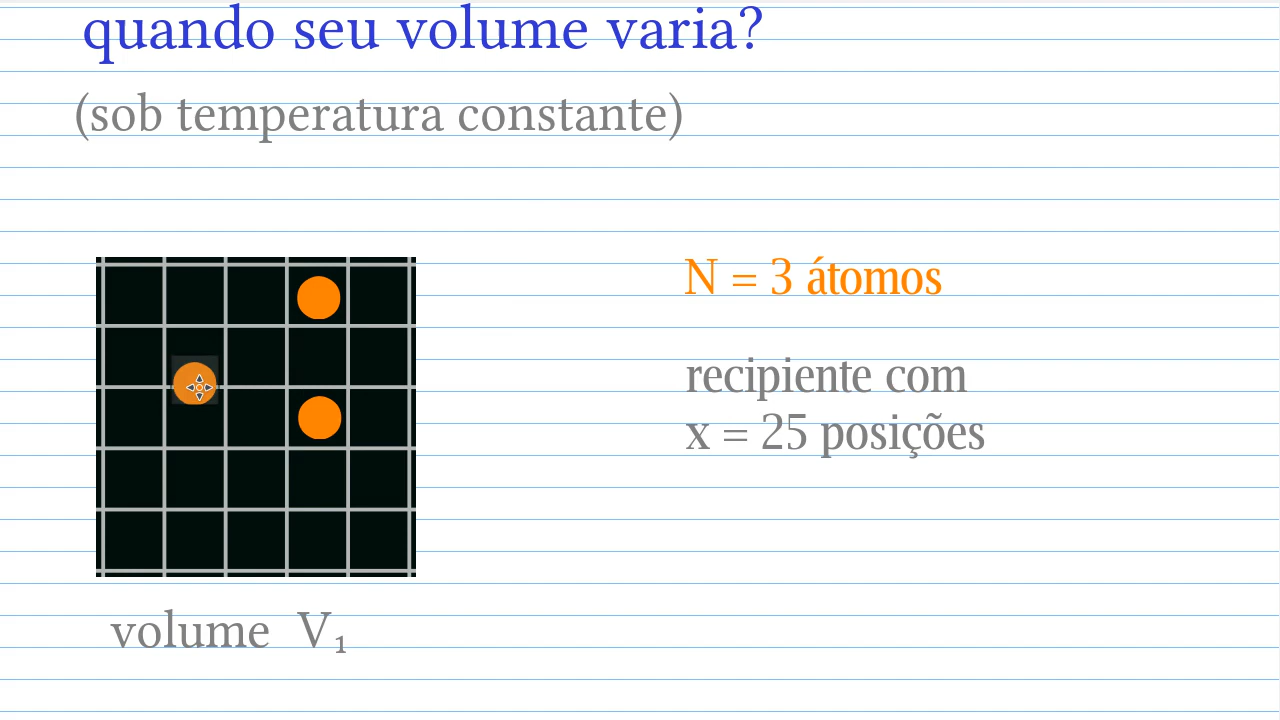 quando seu volume varia?
(sob temperatura constante)
N = 3 átomos
recipiente com
x = 25 posições
volume V₁